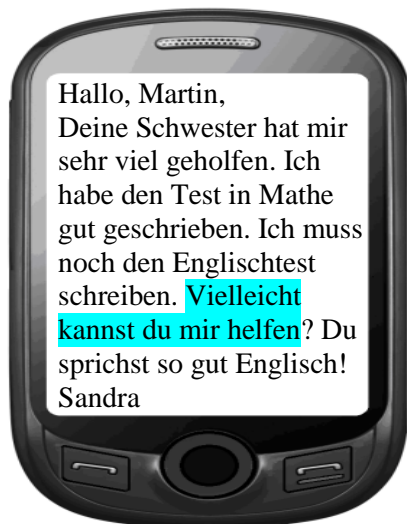 Hallo, Martin,
Deine Schwester hat mir
sehr viel geholfen. Ich
habe den Test in Mathe
gut geschrieben. Ich muss
noch den Englischtest
schreiben. Vielleicht
kannst du mir helfen? Du
sprichst so gut Englisch!
Sandra